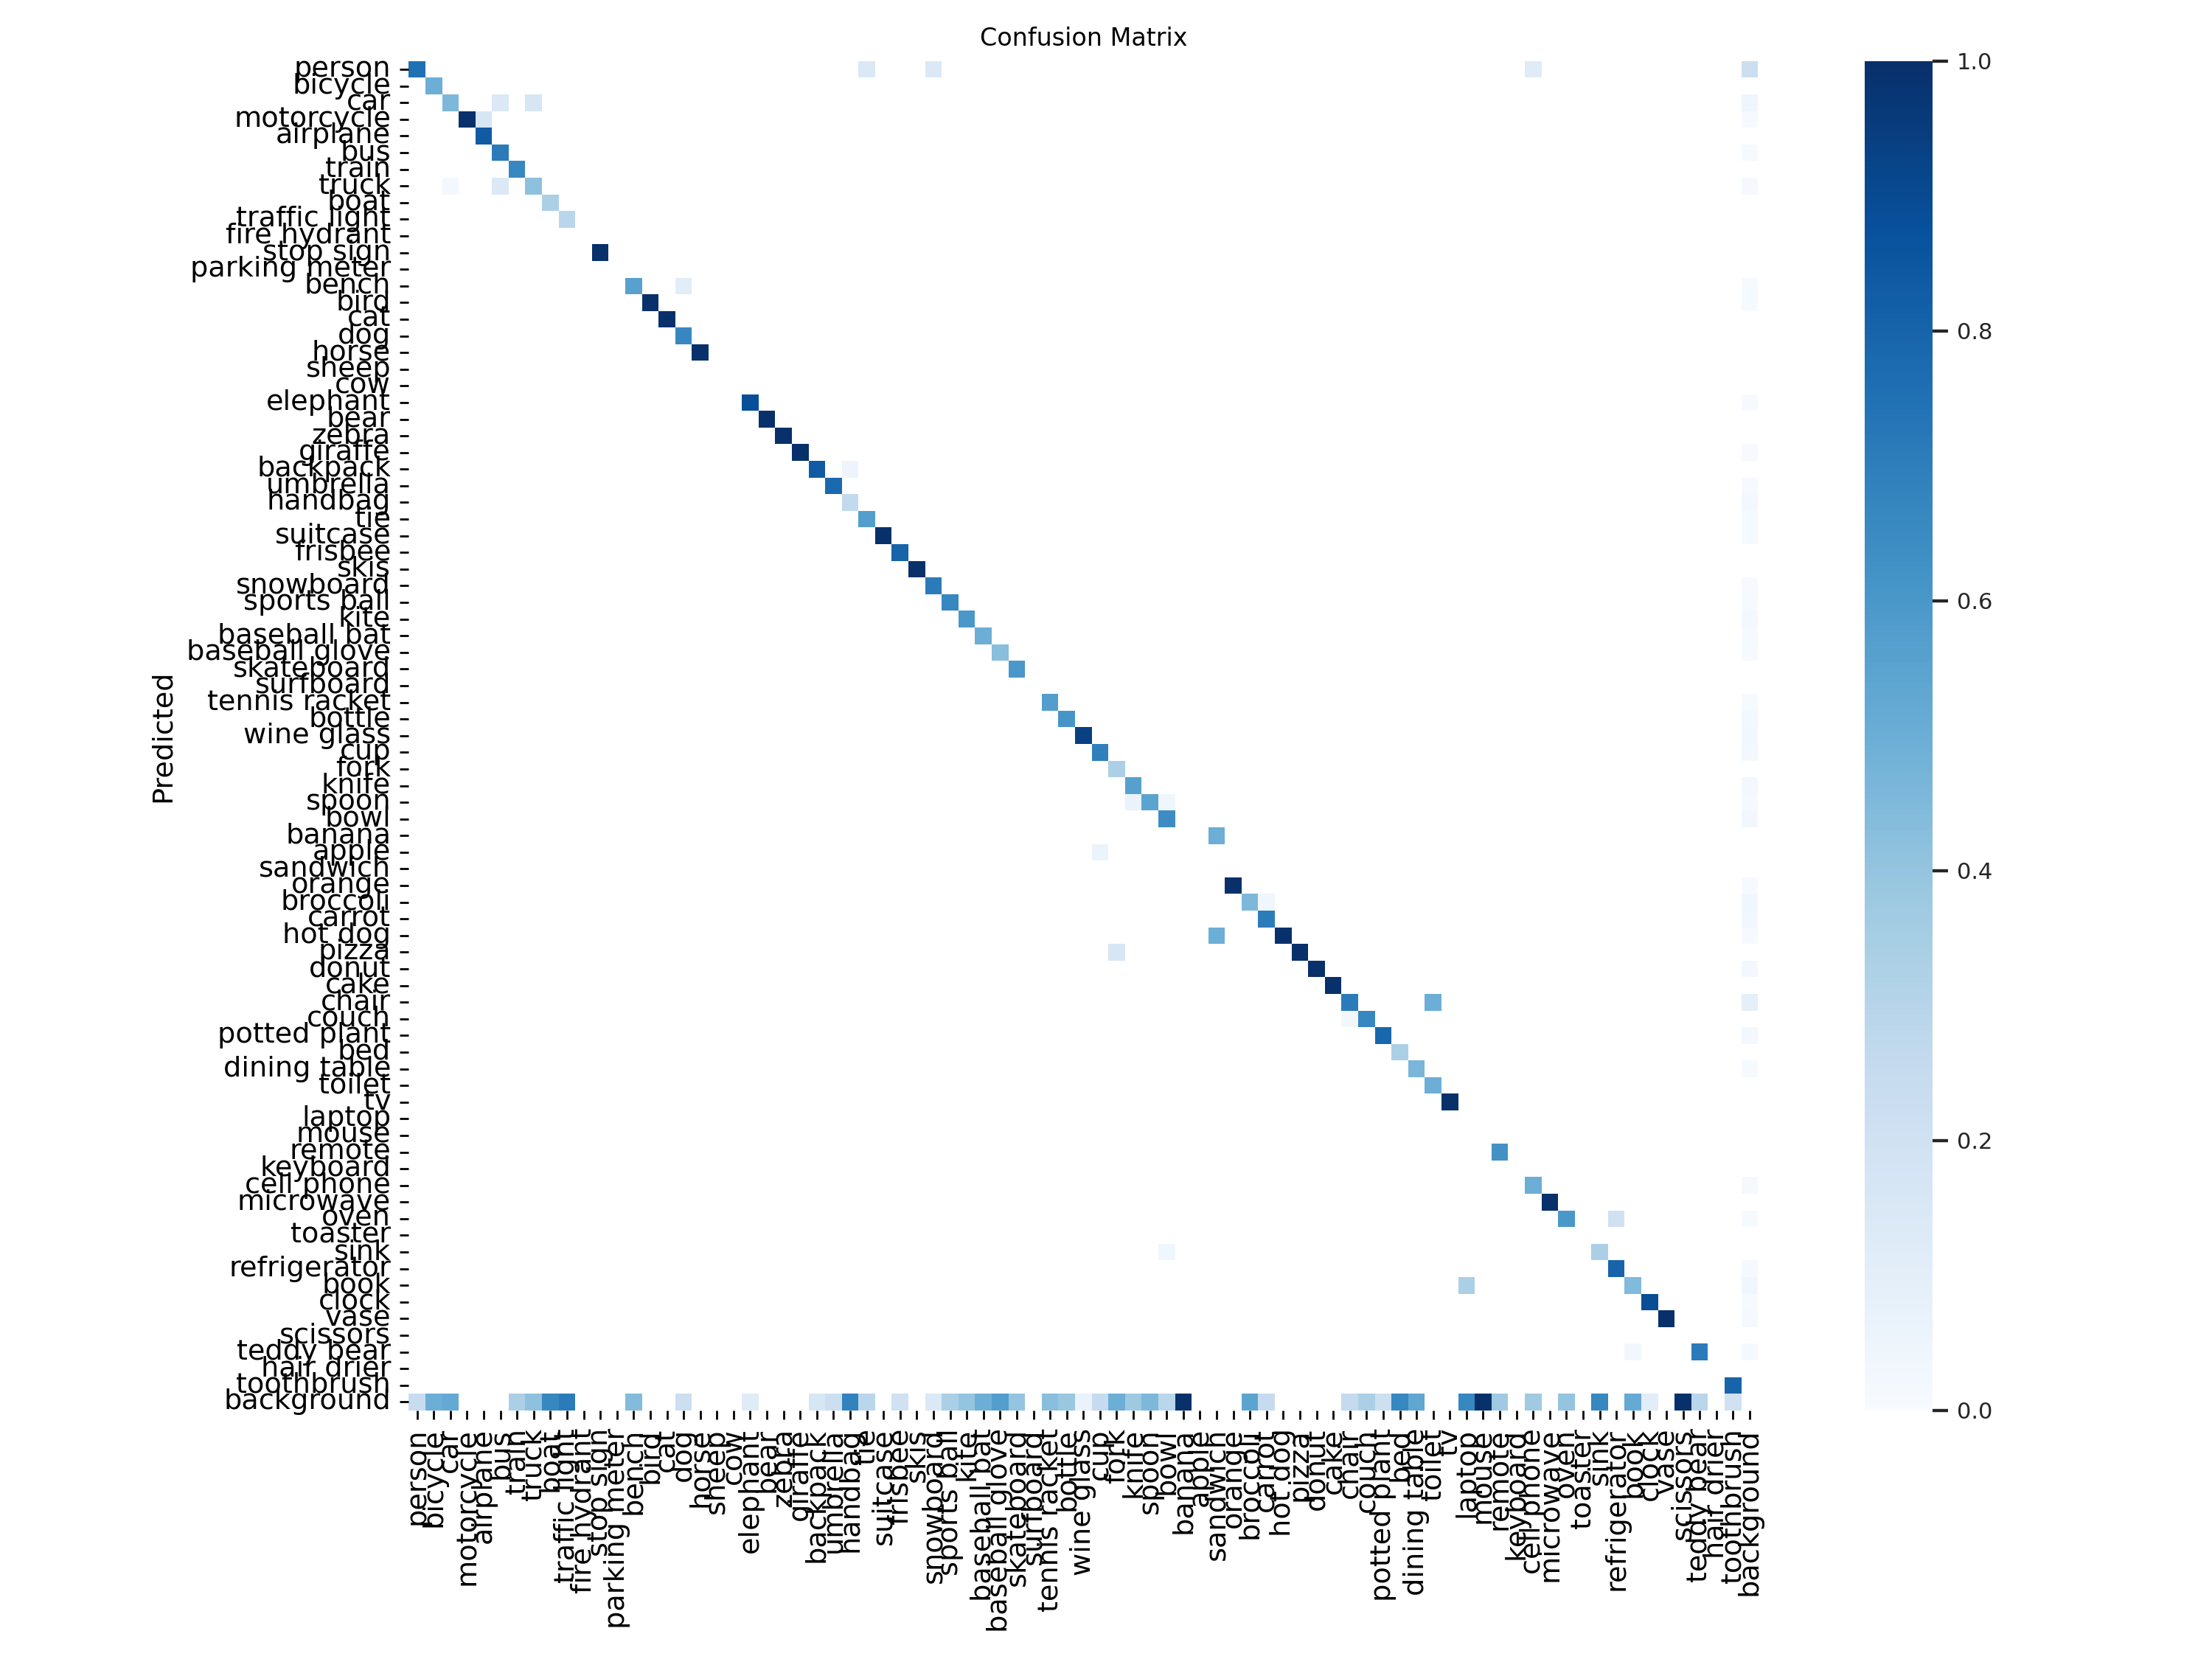 Confusion Matrix
person
bicycle
car
motorcycle
airplane
bus
train
truck
boat
traffic light
fire hydrant
stop sign
parking meter
bench
bird
cat
dog
horse
sheep
cow
elephant
bear
zebra
giraffe
backpack
umbrella
handbag
tie
suitcase
frisbee
skis
snowboard
sports ball
kite
baseball bat
baseball glove
skateboard
surfboard
tennis racket
bottle
wine glass
cup
fork
knife
spoon
bowl
banana
apple
sandwich
orange
broccoli
carrot
hot dog
pizza
donut
cake
chair
couch
potted plant
bed
dining table
toilet
tv
laptop
mouse
remote
keyboard
cell phone
microwave
oven
toaster
sink
refrigerator
book
clock
vase
scissors
teddy bear
hair drier
toothbrush
background
Predicted
person
bicycle
car
motorcycle
airplane
bus
train
truck
boat
traffic light
fire hydrant
stop sign
parking meter
bench
bird
cat
dog
horse
sheep
cow
elephant
bear
zebra
giraffe
backpack
umbrella
handbag
tie
suitcase
frisbee
skis
snowboard
sports ball
kite
baseball bat
baseball glove
skateboard
surfboard
tennis racket
bottle
wine glass
cup
fork
knife
spoon
bowl
banana
apple
sandwich
orange
broccoli
carrot
hot dog
pizza
donut
cake
chair
couch
potted plant
bed
dining table
toilet
tv
laptop
mouse
remote
keyboard
cell phone
microwave
oven
toaster
sink
refrigerator
book
clock
vase
scissors
teddy bear
hair drier
toothbrush
background
1.0
0.8
0.6
0.4
0.2
0.0